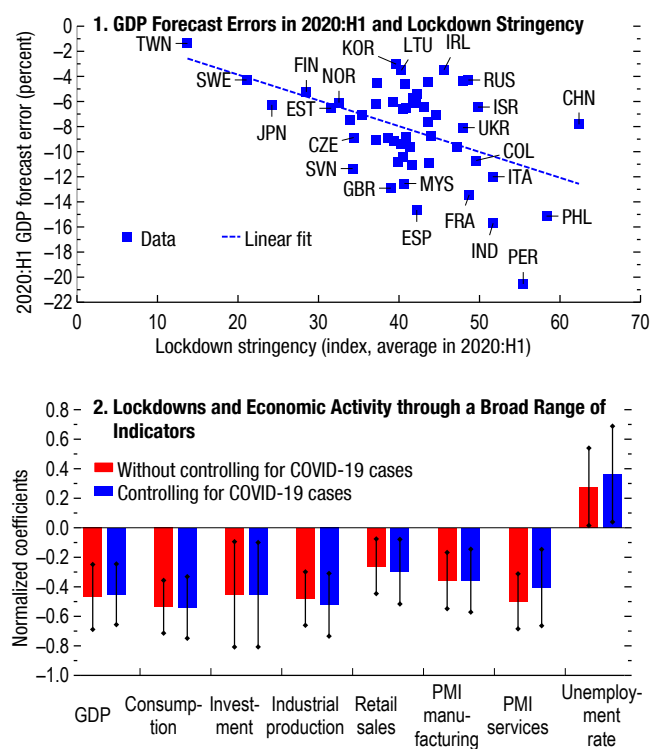 1. GDP Forecast Errors in 2020:H1 and Lockdown Stringency
2020:H1 GDP forecast error (percent)
0
−2
−4
−6
−8
−10
−12
−14
−16
−18
−20
−22
TWN
KOR
LTU
IRL
SWE
FIN
NOR
RUS
JPN
EST
ISR
CHN
CZE
UKR
SVN
COL
GBR
MYS
ITA
ESP
FRA
IND
PHL
PER
Data
Linear fit
0 10 20 30 40 50 60 70
Lockdown stringency (index, average in 2020:H1)
2. Lockdowns and Economic Activity through a Broad Range of
Indicators
Normalized coefficients
0.8
0.6
0.4
0.2
0.0
−0.2
−0.4
−0.6
−0.8
−1.0
Without controlling for COVID-19 cases
Controlling for COVID-19 cases
GDP
Consump-
tion
Invest-
ment
Industrial
production
Retail
sales
PMI
manu-
facturing
PMI
services
Unemploy-
ment
rate